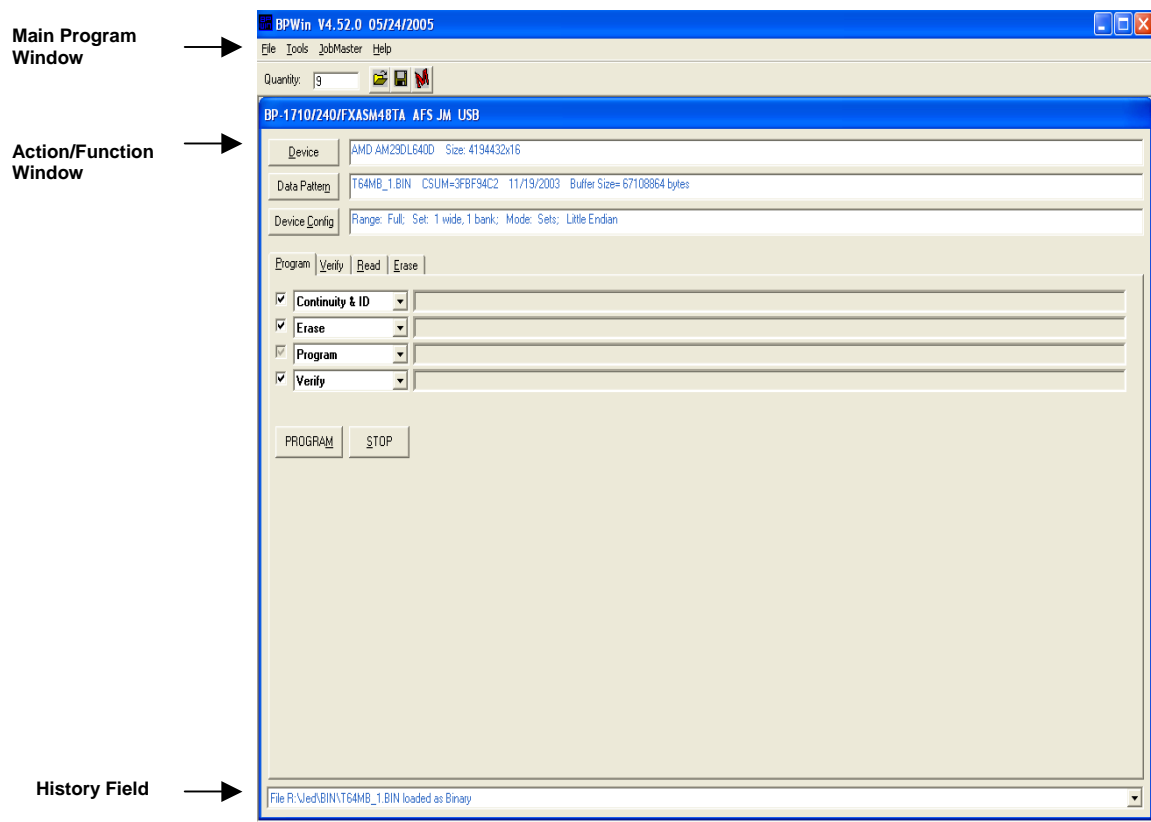 BPWin V4.52.0 05/24/2005
Main Program
Window
File Tools JobMaster Help
Quantity: 9
BP-1710/240/FXASM48TA AFS JM USB
Action/Function
Window
Device AMD AM29DL640D Size: 4194432x16
Data Pattern T64MB_1.BIN CSUM=3FBF94C2 11/19/2003 Buffer Size= 67108864 bytes
Device Config Range: Full; Set: 1 wide, 1 bank; Mode: Sets; Little Endian
Program Verify Read Erase
Continuity & ID
Erase
Program
Verify
PROGRAM STOP
History Field
File R:\Jed\BIN\T64MB_1.BIN loaded as Binary